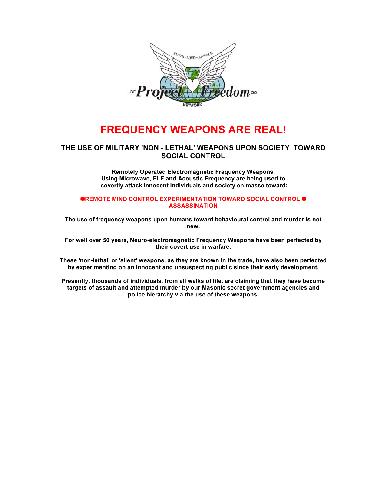 Project Freedom
NETWORK
FREQUENCY WEAPONS ARE REAL!
THE USE OF MILITARY 'NON - LETHAL' WEAPONS UPON SOCIETY TOWARD
SOCIAL CONTROL
Remotely Operated Electromagnetic Frequency Weapons
Using Microwave, ELF and Acoustic Frequency are being used to
covertly attack innocent individuals and society en masse toward:
REMOTE MIND CONTROL EXPERIMENTATION TOWARD SOCIAL CONTROL
ASSASSINATION
The use of frequency weapons upon humans toward behavioural control and murder is not
new.
For well over 50 years, Neuro-electromagnetic Frequency Weapons have been perfected by
their covert use in warfare.
These 'non-lethal' or 'silent' weapons, as they are known in the trade, have also been perfected
by experimenting on an innocent and unsuspecting public since their early development.
Presently, thousands of individuals, from all walks of life, are claiming that they have become
targets of assault and attempted murder by our Masonic secret government agencies and
police hierarchy via the use of these weapons.